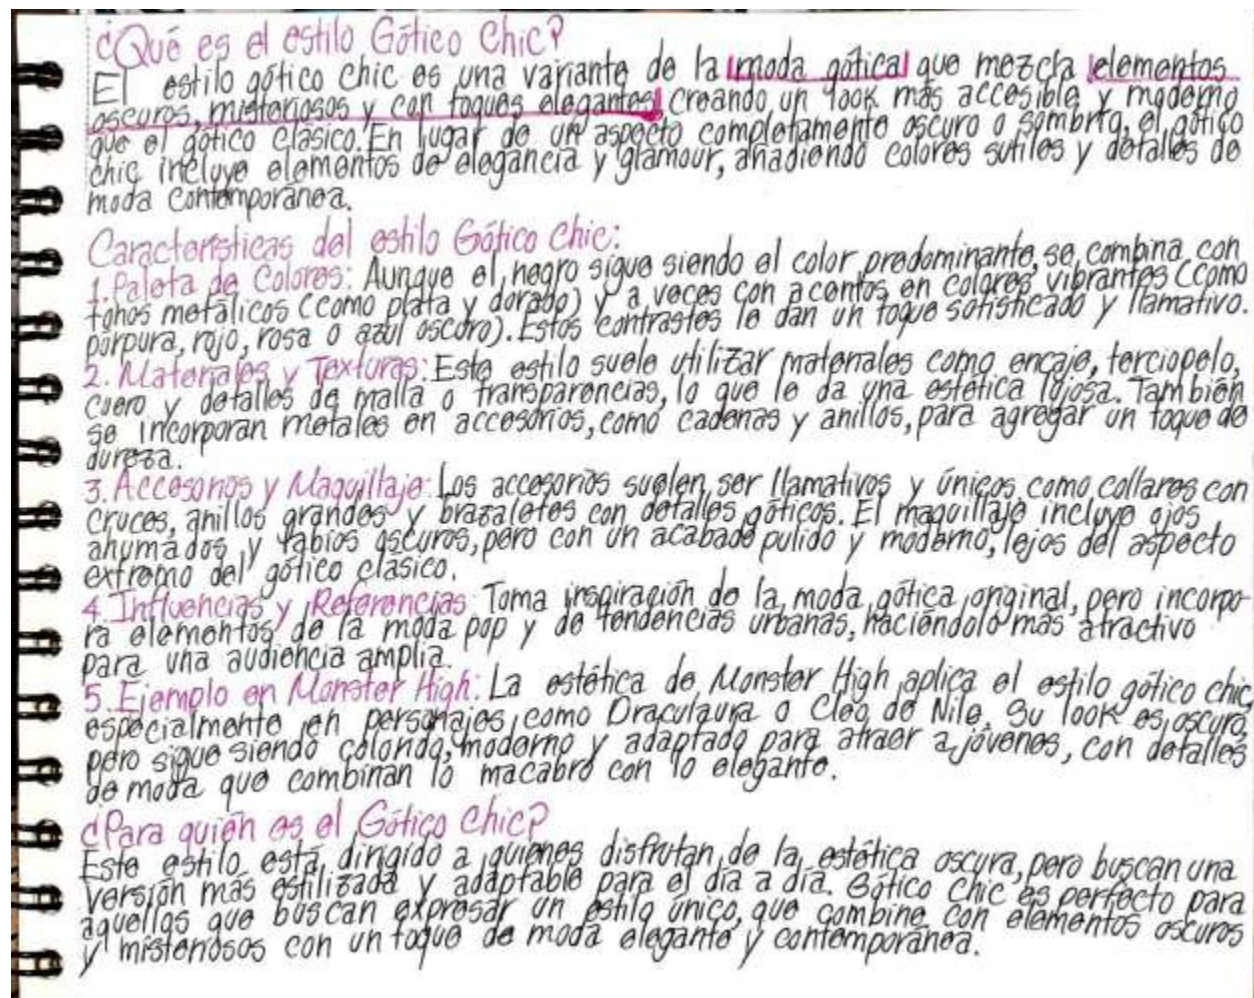 ¿Qué es el estilo Gótico Chic?
El estilo gótico chic es una variante de la moda gótica que mezcla elementos
oscuros, misteriosos y con toques elegantes, creando un look más accesible y moderno
que el gótico clásico. En lugar de un aspecto completamente oscuro o sombrío, el gótico
chic incluye elementos de elegancia y glamour, añadiendo colores sutiles y detalles de
moda contemporánea.
Características del estilo Gótico Chic:
1. Paleta de Colores: Aunque el negro sigue siendo el color predominante, se combina con
tonos metálicos (como plata y dorado) y a veces con acentos en colores vibrantes (como
púrpura, rojo, rosa o azul oscuro). Estos contrastes le dan un toque sofisticado y llamativo.
2. Materiales y Texturas: Este estilo suele utilizar materiales como encaje, terciopelo,
cuero y detalles de malla o transparencias, lo que le da una estética lujosa. También
se incorporan metales en accesorios, como cadenas y anillos, para agregar un toque de
dureza.
3. Accesorios y Maquillaje: Los accesorios suelen ser llamativos y únicos, como collares con
cruces, anillos grandes y brazaletes con detalles góticos. El maquillaje incluye ojos
ahumados y labios oscuros, pero con un acabado pulido y moderno, lejos del aspecto
extremo del gótico clásico.
4. Influencias y Referencias: Toma inspiración de la moda gótica original, pero incorpo-
ra elementos de la moda pop y de tendencias urbanas, haciéndolo más atractivo
para una audiencia amplia.
5. Ejemplo en Monster High: La estética de Monster High aplica el estilo gótico chic,
especialmente en personajes como Draculaura o Cleo de Nile. Su look es oscuro,
pero sigue siendo colorido, moderno y adaptado para atraer a jóvenes, con detalles
de moda que combinan lo macabro con lo elegante.
¿Para quién es el Gótico Chic?
Este estilo está dirigido a quienes disfrutan de la estética oscura, pero buscan una
versión más estilizada y adaptable para el día a día. Gótico Chic es perfecto para
aquellos que buscan expresar un estilo único, que combine con elementos oscuros
y misteriosos con un toque de moda elegante y contemporánea.